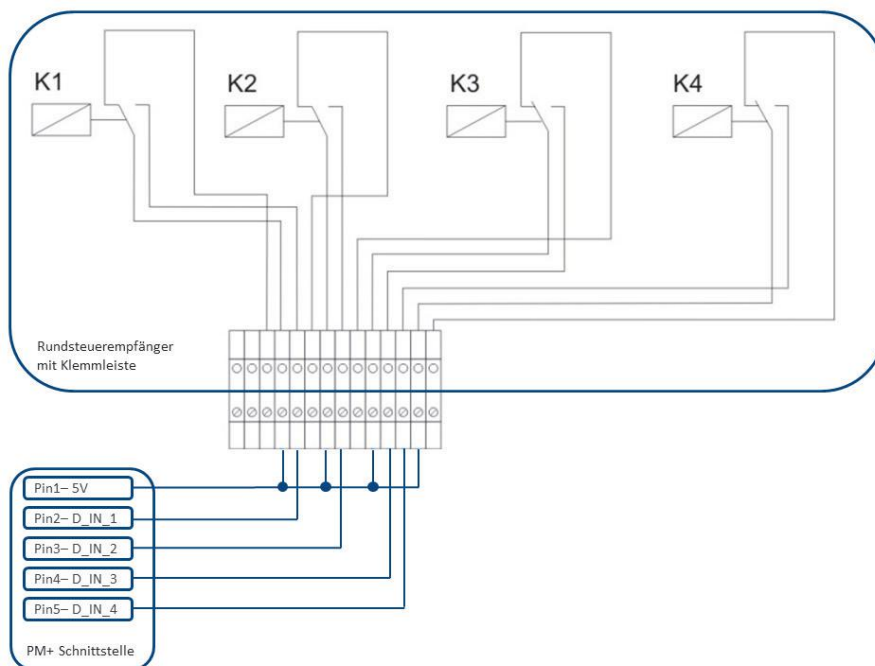 K1
K2
K3
K4
Rundsteuerempfänger
mit Klemmleiste
Pin1– 5V
Pin2– D_IN_1
Pin3– D_IN_2
Pin4– D_IN_3
Pin5– D_IN_4
PM+ Schnittstelle